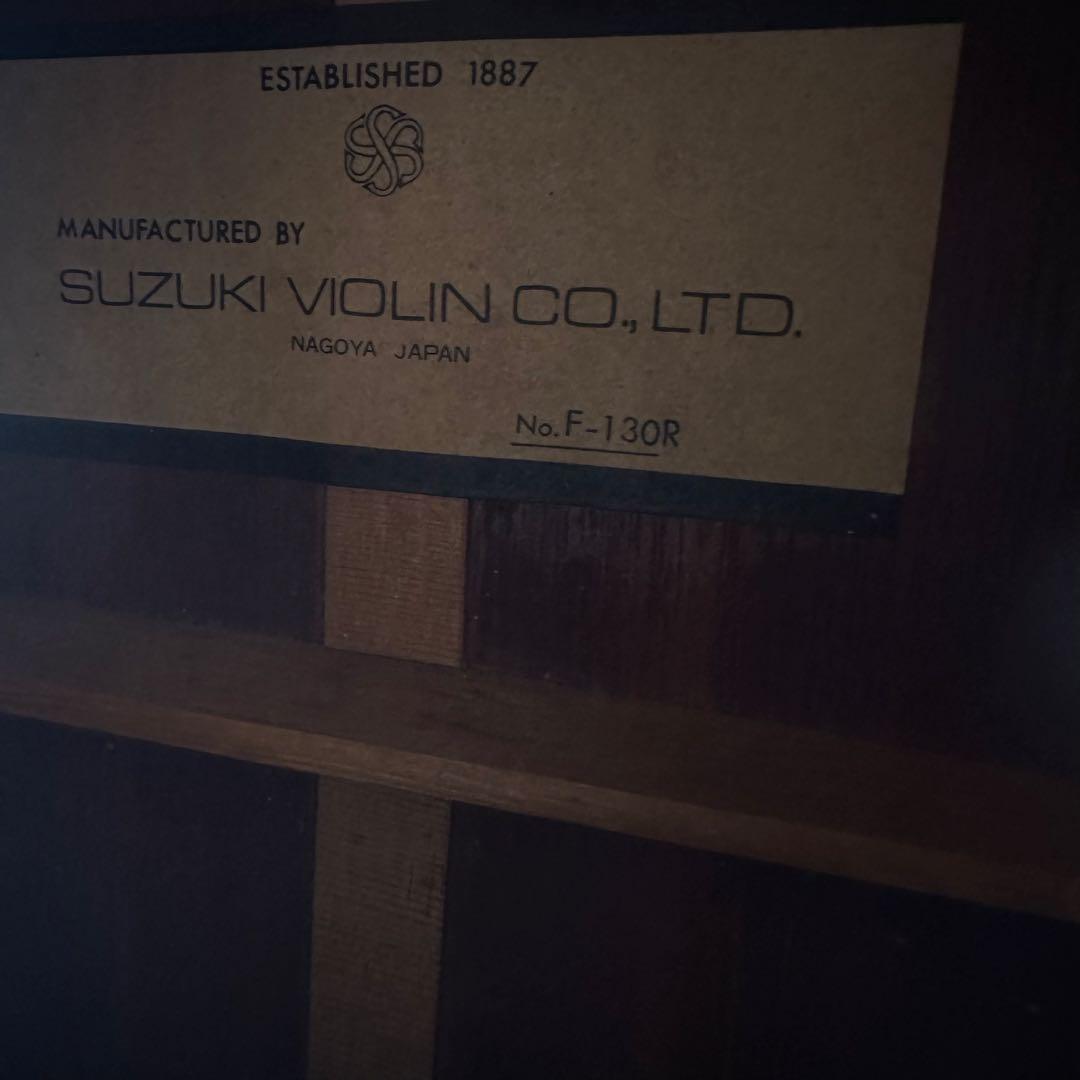 ESTABLISHED 1887
MANUFACTURED BY
SUZUKI VIOLIN CO., LTD.
NAGOYA JAPAN
No. F-130R